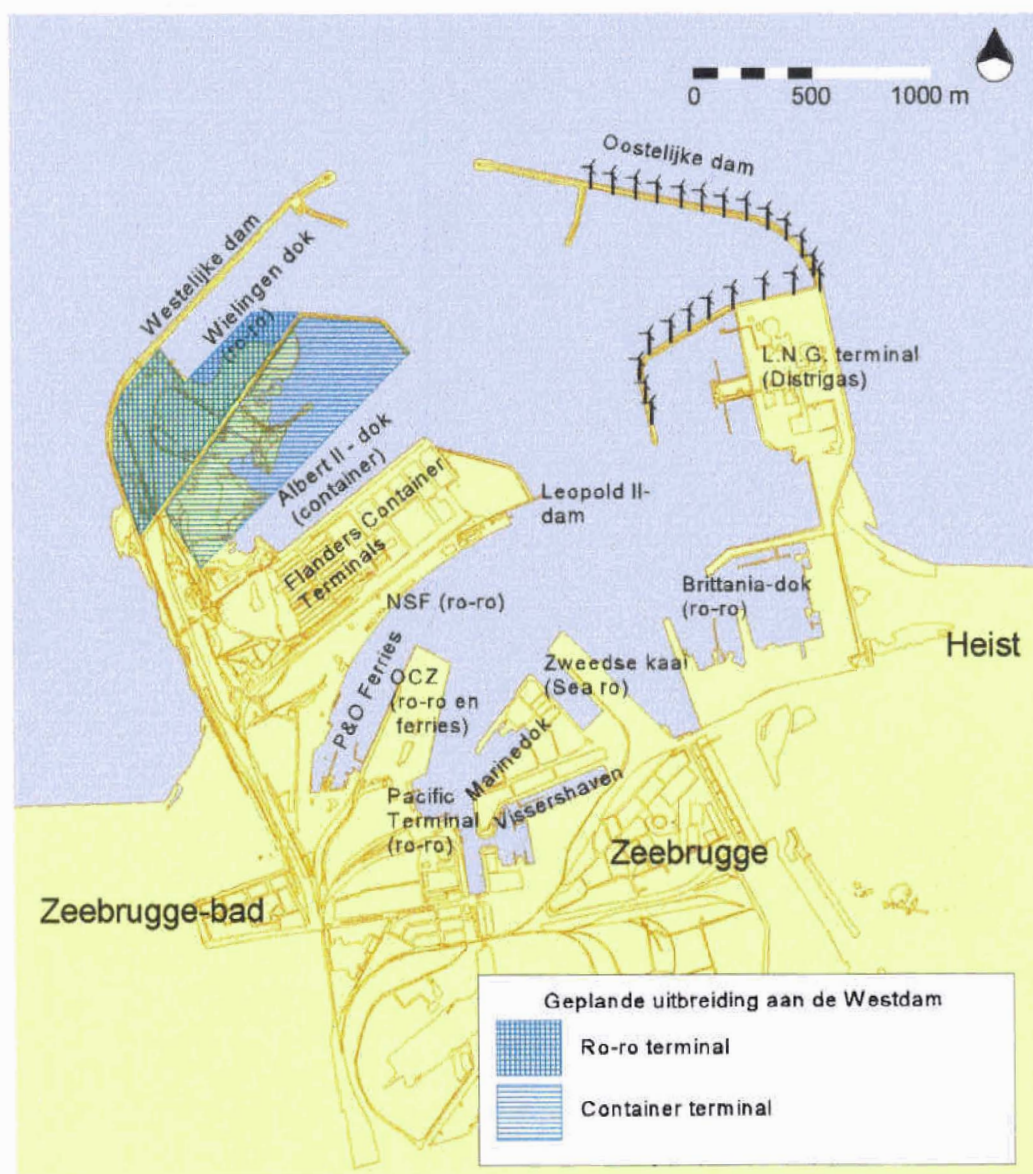 0 500 1000 m
Oostelijke dam
Westelijke dam
Wielingen dok
(ro-ro)
L.N.G. terminal
(Distrigas)
Albert II - dok
(container)
Flanders Container
Terminals
Leopold II-
dam
NSF (ro-ro)
Brittania-dok
(ro-ro)
Heist
P&O Ferries
OCZ
(ro-ro en
ferries)
Zweedse kaai
(Sea ro)
Marinedok
Vissershaven
Pacific
Terminal
(ro-ro)
Zeebrugge
Zeebrugge-bad
Geplande uitbreiding aan de Westdam
Ro-ro terminal
Container terminal